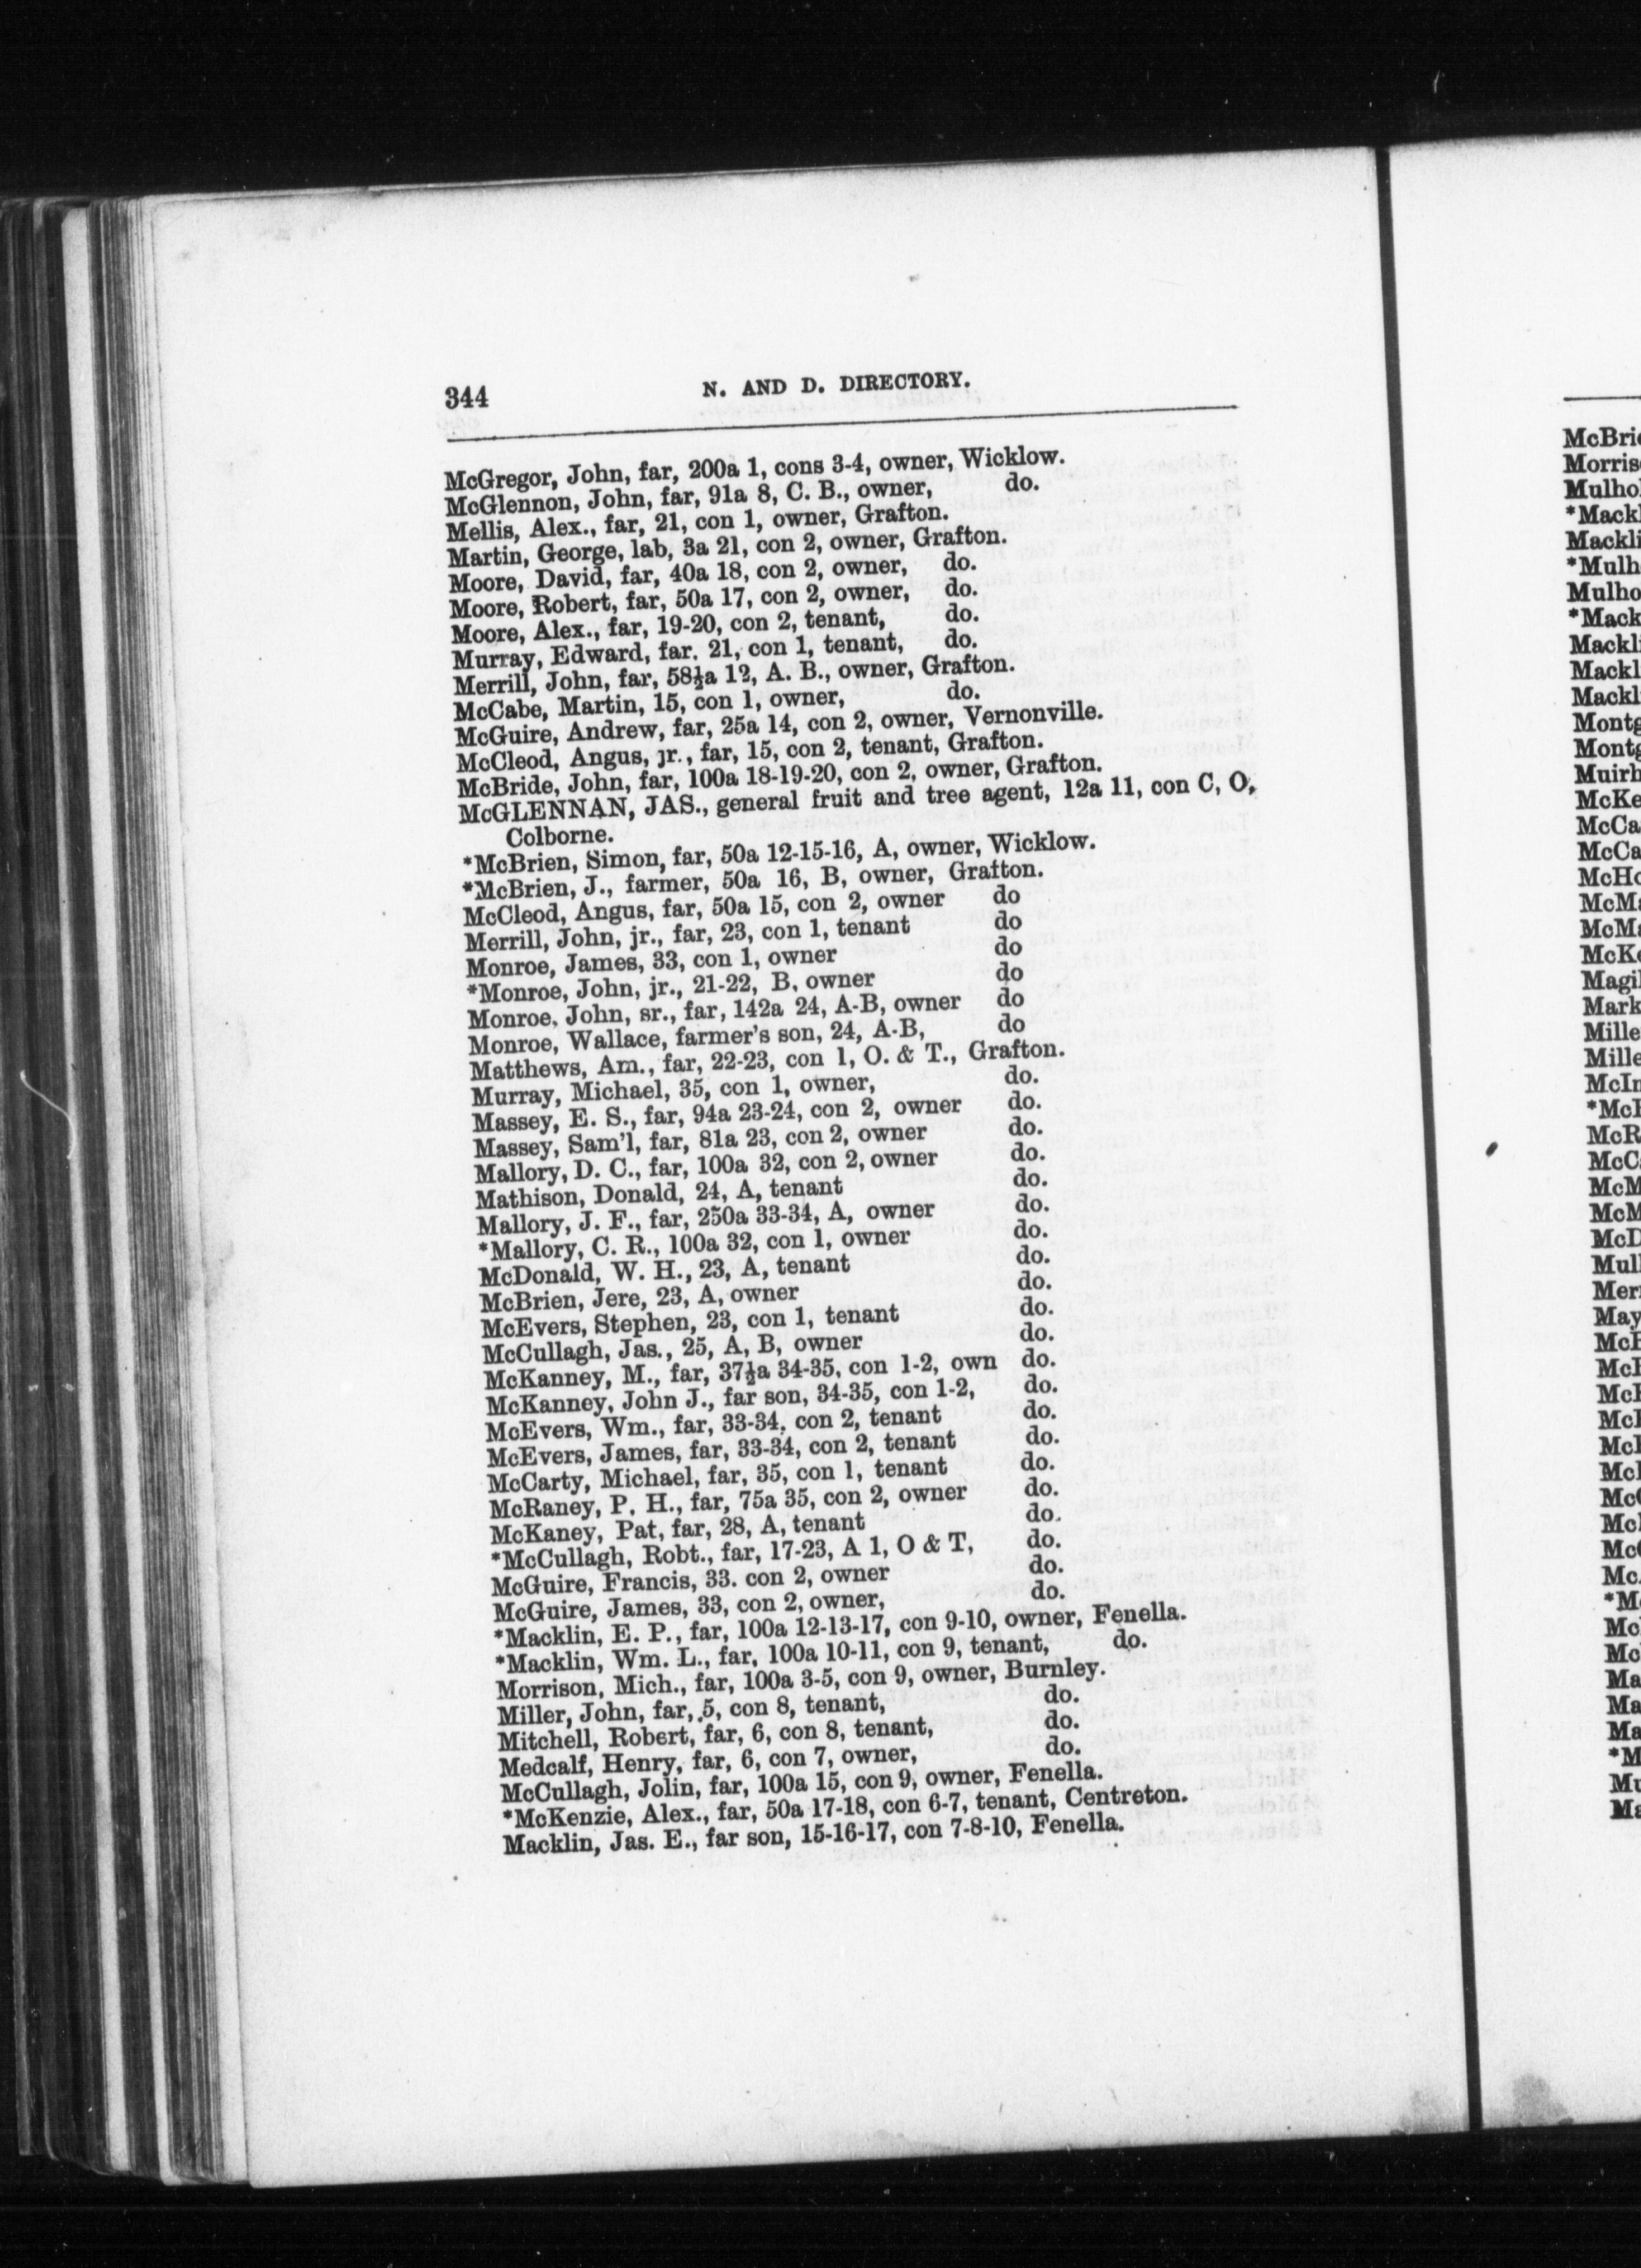 344
N. AND D. DIRECTORY.
McGregor, John, far, 200a 1, cons 3-4, owner, Wicklow.
McGlennon, John, far, 91a 8, C. B., owner, do.
Mellis, Alex., far, 21, con 1, owner, Grafton.
Martin, George, lab, 3a 21, con 2, owner, Grafton.
Moore, David, far, 40a 18, con 2, owner, do.
Moore, Robert, far, 50a 17, con 2, owner, do.
Moore, Alex., far, 19-20, con 2, tenant, do.
Murray, Edward, far. 21, con 1, tenant, do.
Merrill, John, far, 58½a 12, A. B., owner, Grafton.
McCabe, Martin, 15, con 1, owner, do.
McGuire, Andrew, far, 25a 14, con 2, owner, Vernonville.
McCleod, Angus, jr., far, 15, con 2, tenant, Grafton.
McBride, John, far, 100a 18-19-20, con 2, owner, Grafton.
McGLENNAN, JAS., general fruit and tree agent, 12a 11, con C, O,
Colborne.
*McBrien, Simon, far, 50a 12-15-16, A, owner, Wicklow.
*McBrien, J., farmer, 50a 16, B, owner, Grafton.
McCleod, Angus, far, 50a 15, con 2, owner do
Merrill, John, jr., far, 23, con 1, tenant do
Monroe, James, 33, con 1, owner do
*Monroe, John, jr., 21-22, B, owner do
Monroe, John, sr., far, 142a 24, A-B, owner do
Monroe, Wallace, farmer's son, 24, A-B, do
Matthews, Am., far, 22-23, con 1, O. & T., Grafton.
Murray, Michael, 35, con 1, owner, do.
Massey, E. S., far, 94a 23-24, con 2, owner do.
Massey, Sam'l, far, 81a 23, con 2, owner do.
Mallory, D. C., far, 100a 32, con 2, owner do.
Mathison, Donald, 24, A, tenant do.
Mallory, J. F., far, 250a 33-34, A, owner do.
*Mallory, C. R., 100a 32, con 1, owner do.
McDonald, W. H., 23, A, tenant do.
McBrien, Jere, 23, A, owner do.
McEvers, Stephen, 23, con 1, tenant do.
McCullagh, Jas., 25, A, B, owner do.
McKanney, M., far, 37½a 34-35, con 1-2, own do.
McKanney, John J., far son, 34-35, con 1-2, do.
McEvers, Wm., far, 33-34, con 2, tenant do.
McEvers, James, far, 33-34, con 2, tenant do.
McCarty, Michael, far, 35, con 1, tenant do.
McRaney, P. H., far, 75a 35, con 2, owner do.
McKaney, Pat, far, 28, A, tenant do.
*McCullagh, Robt., far, 17-23, A 1, O & T, do.
McGuire, Francis, 33. con 2, owner do.
McGuire, James, 33, con 2, owner, do.
*Macklin, E. P., far, 100a 12-13-17, con 9-10, owner, Fenella.
*Macklin, Wm. L., far, 100a 10-11, con 9, tenant, do.
Morrison, Mich., far, 100a 3-5, con 9, owner, Burnley.
Miller, John, far, 5, con 8, tenant, do.
Mitchell, Robert, far, 6, con 8, tenant, do.
Medcalf, Henry, far, 6, con 7, owner, do.
McCullagh, Jolin, far, 100a 15, con 9, owner, Fenella.
*McKenzie, Alex., far, 50a 17-18, con 6-7, tenant, Centreton.
Macklin, Jas. E., far son, 15-16-17, con 7-8-10, Fenella.